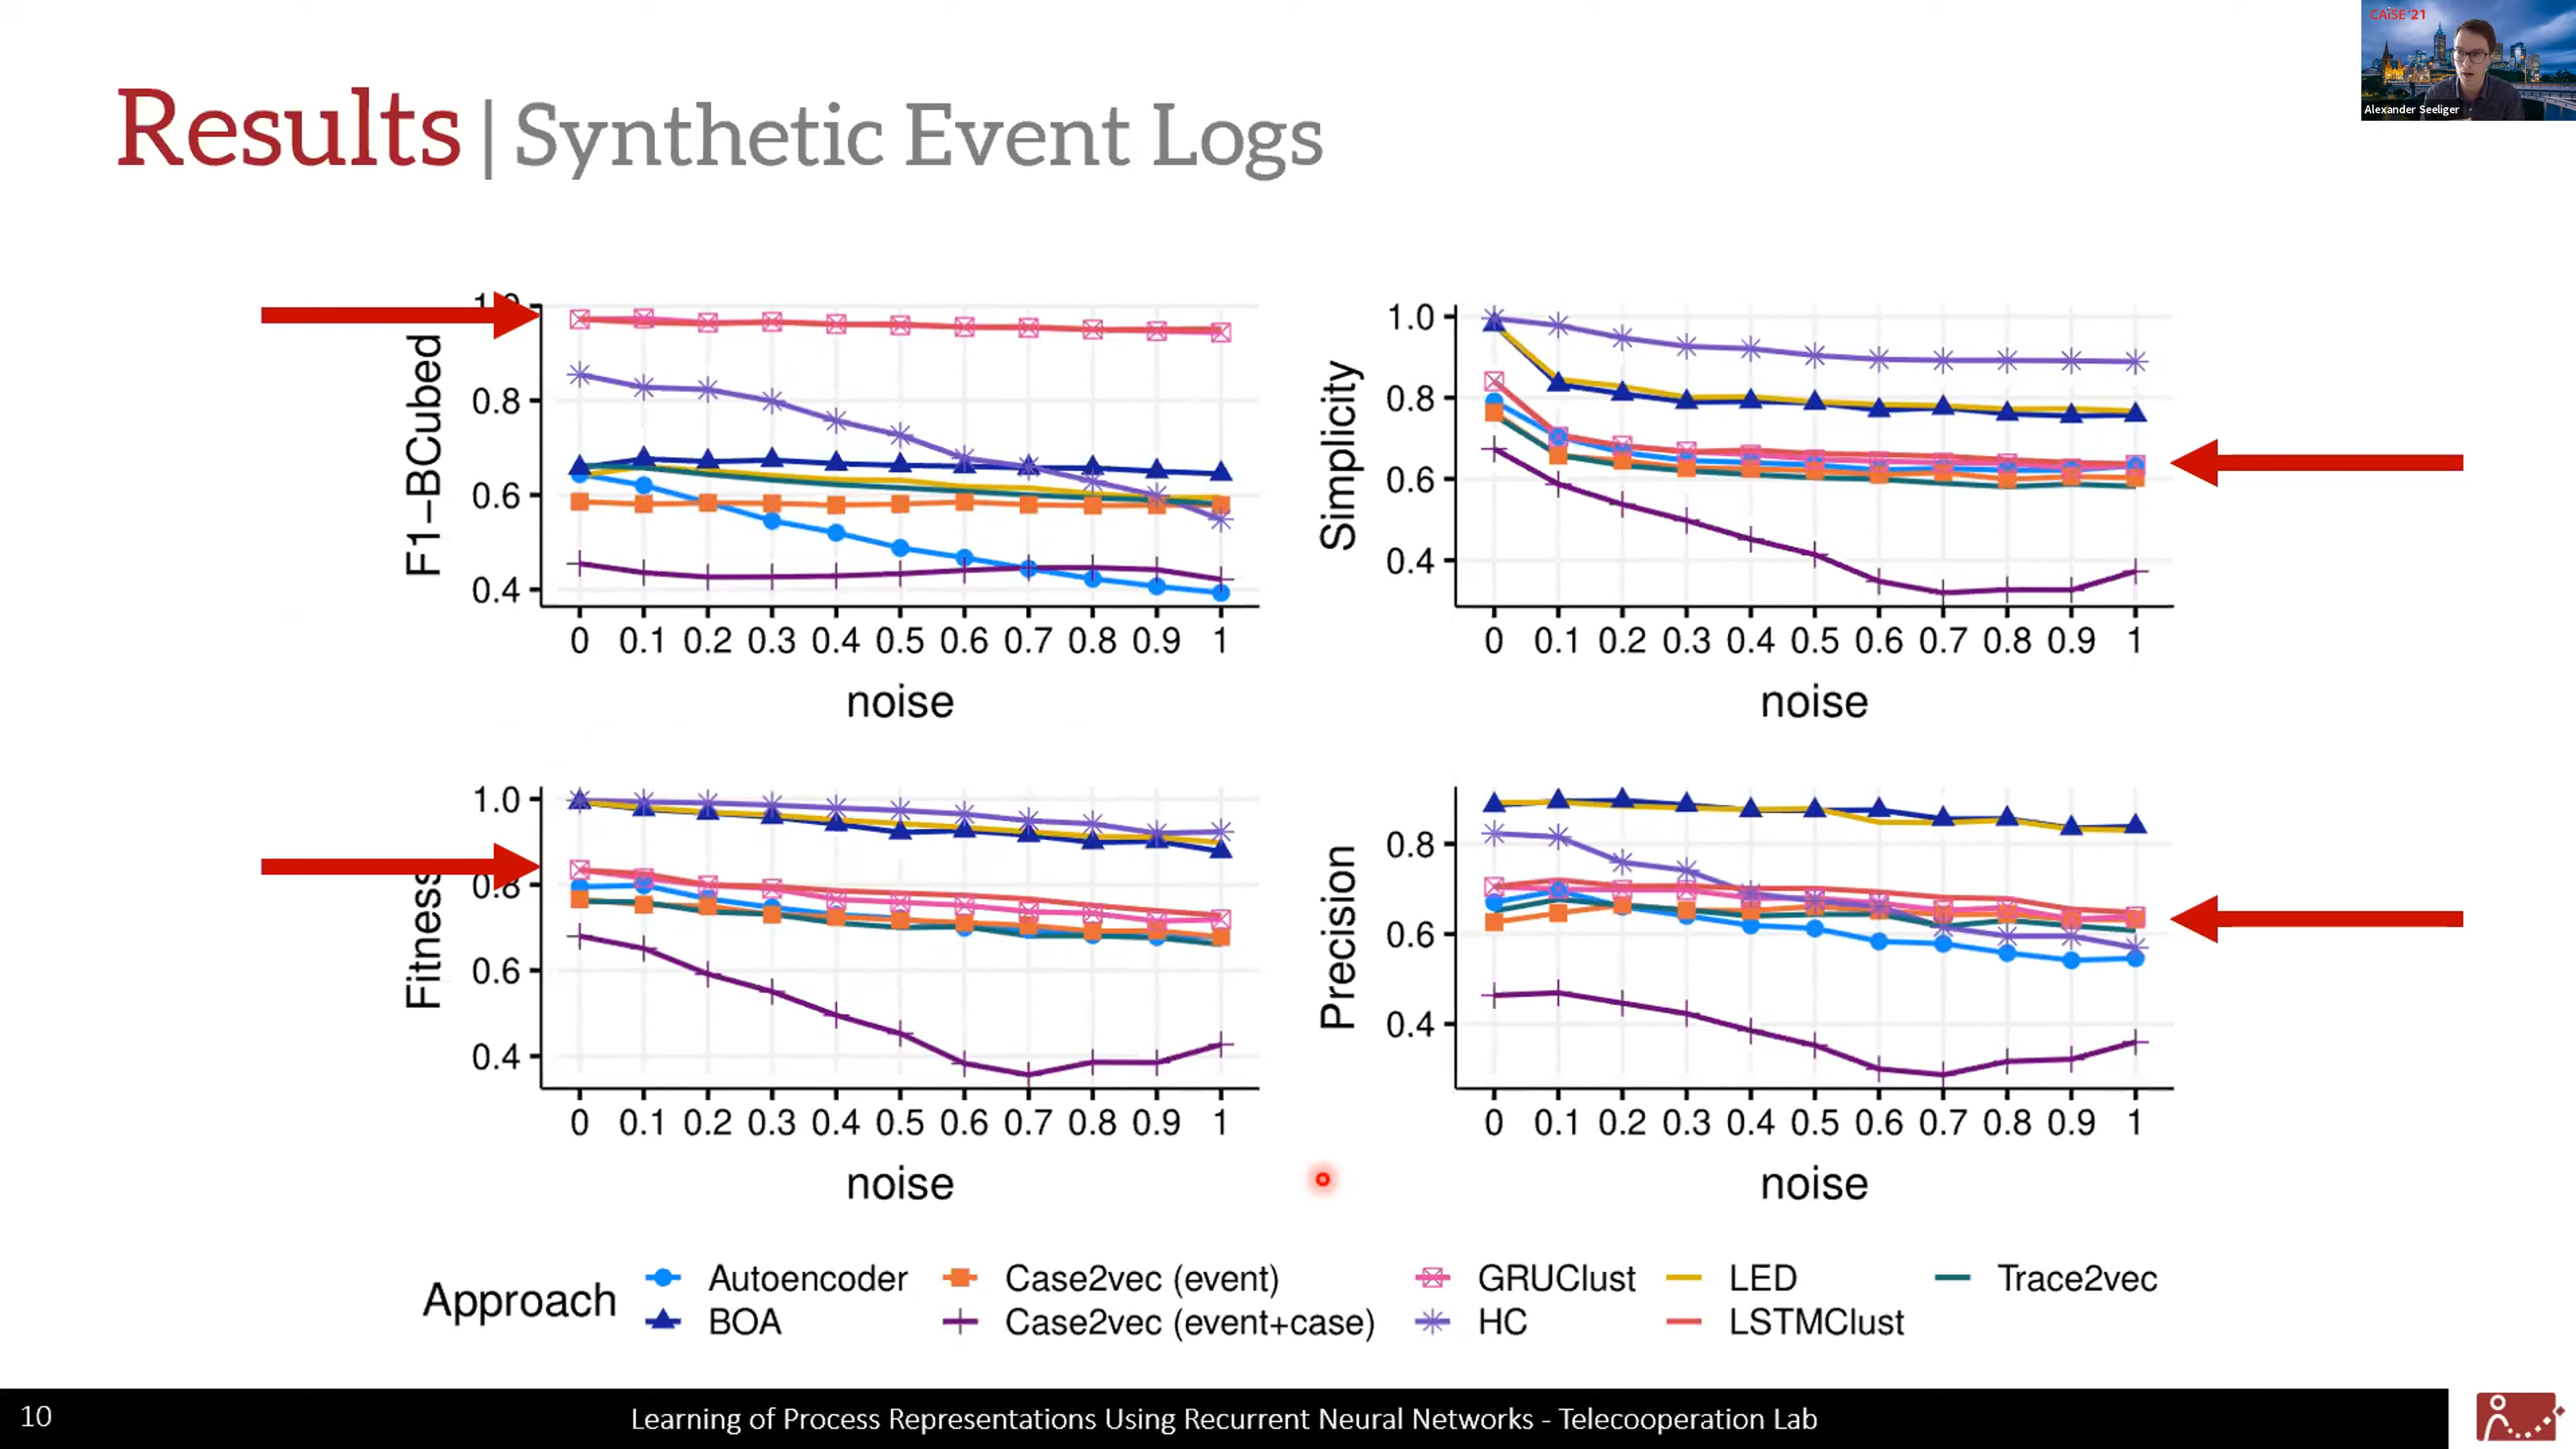 CAiSE '21
Alexander Seeliger
Results | Synthetic Event Logs
F1-BCubed
0.8
0.6
0.4
0 0.1 0.2 0.3 0.4 0.5 0.6 0.7 0.8 0.9 1
noise
Simplicity
1.0
0.8
0.6
0.4
0 0.1 0.2 0.3 0.4 0.5 0.6 0.7 0.8 0.9 1
noise
Fitness
1.0
0.8
0.6
0.4
0 0.1 0.2 0.3 0.4 0.5 0.6 0.7 0.8 0.9 1
noise
Precision
0.8
0.6
0.4
0 0.1 0.2 0.3 0.4 0.5 0.6 0.7 0.8 0.9 1
noise
Approach
Autoencoder Case2vec (event) GRUClust LED Trace2vec
BOA Case2vec (event+case) HC LSTMClust
10
Learning of Process Representations Using Recurrent Neural Networks - Telecooperation Lab